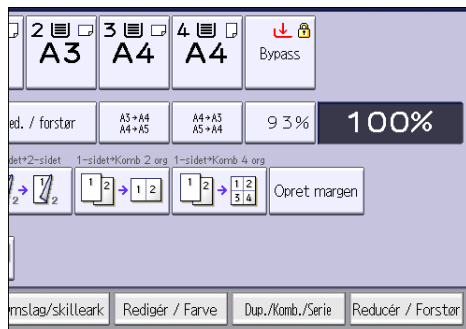 2 3 4
A3 A4 A4 Bypass
ed. / forstør A3→A4 A4→A3 93% 100%
A4→A5 A5→A4
det→2-sidet 1-sidet→Komb 2 org 1-sidet→Komb 4 org
1 2 1 2 1 2 1 2 1 2 Opret margen
2 3 4
mslag/skilleark Redigér / Farve Dup./Komb./Serie Reducér / Forstør